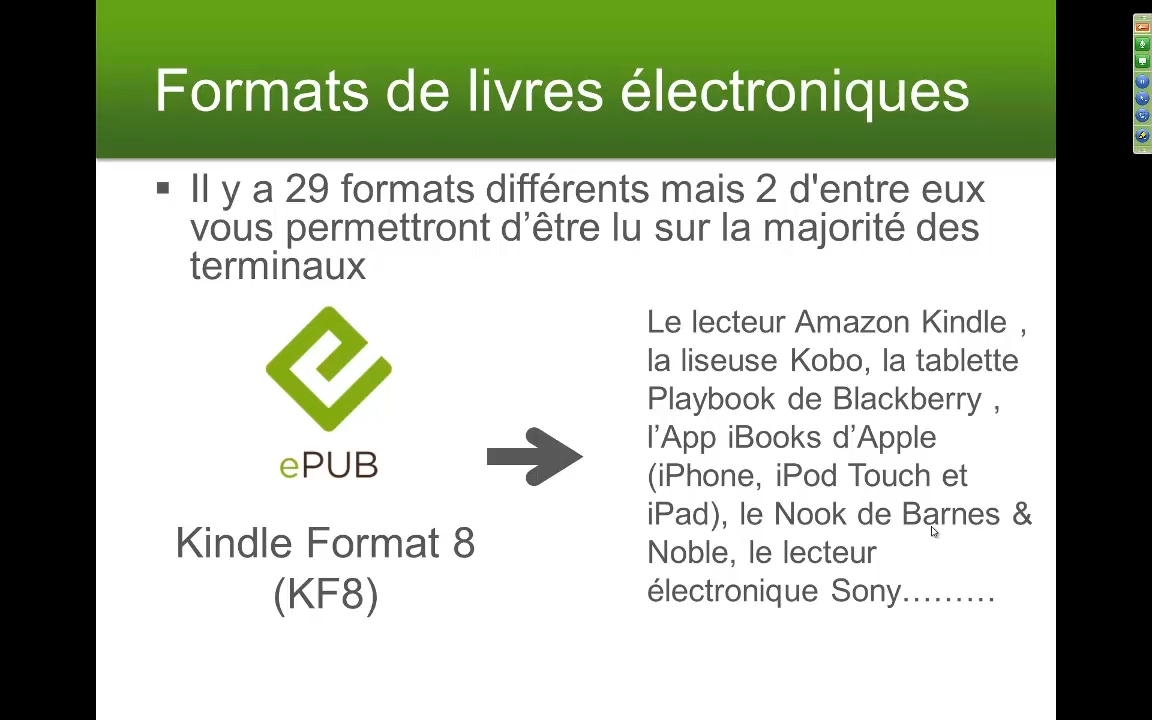 Formats de livres électroniques
▪ Il y a 29 formats différents mais 2 d'entre eux
vous permettront d’être lu sur la majorité des
terminaux
ePUB
Kindle Format 8
(KF8)
Le lecteur Amazon Kindle ,
la liseuse Kobo, la tablette
Playbook de Blackberry ,
l’App iBooks d’Apple
(iPhone, iPod Touch et
iPad), le Nook de Barnes &
Noble, le lecteur
électronique Sony………